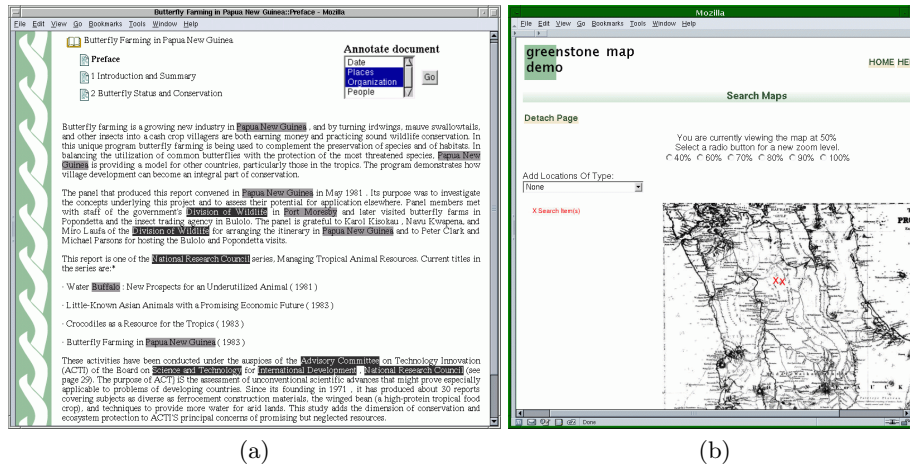 Butterfly Farming in Papua New Guinea::Preface - Mozilla
File Edit View Go Bookmarks Tools Window Help
Butterfly Farming in Papua New Guinea
Preface
1 Introduction and Summary
2 Butterfly Status and Conservation
Annotate document
Date
Places
Organization
People
Go
Butterfly farming is a growing new industry in Papua New Guinea , and by turning irdwings, mauve swallowtails,
and other insects into a cash crop villagers are both earning money and practicing sound wildlife conservation. In
this unique program butterfly farming is being used to complement the preservation of species and of habitats. In
balancing the utilization of common butterflies with the protection of the most threatened species, Papua New
Guinea is providing a model for other countries, particularly those in the tropics. The program demonstrates how
village development can become an integral part of conservation.
The panel that produced this report convened in Papua New Guinea in May 1981 . Its purpose was to investigate
the concepts underlying this project and to assess their potential for application elsewhere. Panel members met
with staff of the government's Division of Wildlife in Port Moresby and later visited butterfly farms in
Popondetta and the insect trading agency in Bulolo. The panel is grateful to Karol Kisokau , Navu Kwapena, and
Miro Laufa of the Division of Wildlife for arranging the itinerary in Papua New Guinea and to Peter Clark and
Michael Parsons for hosting the Bulolo and Popondetta visits.
This report is one of the National Research Council series, Managing Tropical Animal Resources. Current titles in
the series are:*
· Water Buffalo : New Prospects for an Underutilized Animal ( 1981 )
· Little-Known Asian Animals with a Promising Economic Future ( 1983 )
· Crocodiles as a Resource for the Tropics ( 1983 )
· Butterfly Farming in Papua New Guinea ( 1983 )
These activities have been conducted under the auspices of the Advisory Committee on Technology Innovation
(ACTI) of the Board on Science and Technology for International Development , National Research Council (see
page 29). The purpose of ACT) IS the assessment of unconventional scientific advances that might prove especially
applicable to problems of developing countries. Since its founding in 1971 , it has produced about 30 reports
covering subjects as diverse as ferrocement construction materials, the winged bean (a high-protein tropical food
crop), and techniques to provide more water for arid lands. This study adds the dimension of conservation and
ecosystem protection to ACTI'S principal concerns of promising but neglected resources.
(a)
Mozilla
File Edit View Go Bookmarks Tools Window Help
greenstone map
demo
HOME HE
Search Maps
Detach Page
You are currently viewing the map at 50%
Select a radio button for a new zoom level.
40% 60% 70% 80% 90% 100%
Add Locations Of Type:
None
X Search Item(s)
XX
Done
(b)